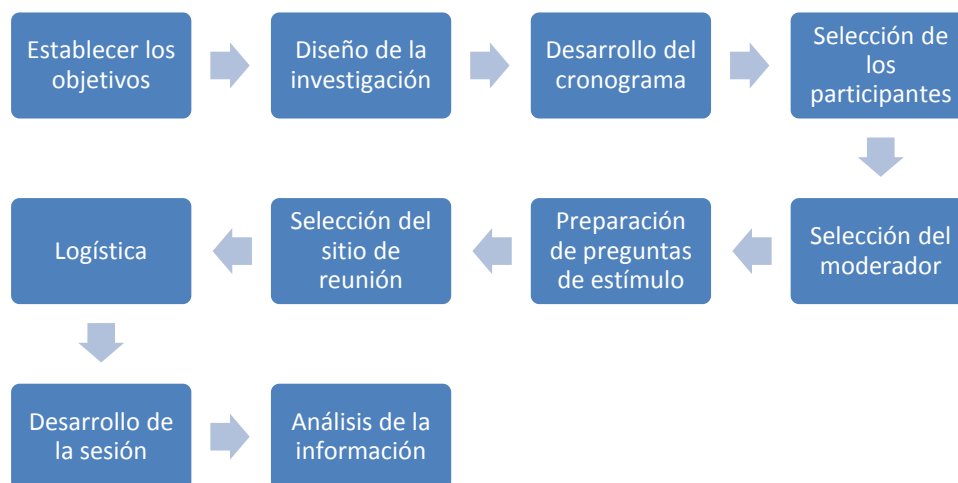 Establecer los
objetivos
Diseño de la
investigación
Desarrollo del
cronograma
Selección de
los
participantes
Selección del
moderador
Preparación
de preguntas
de estímulo
Selección del
sitio de
reunión
Logística
Desarrollo de
la sesión
Análisis de la
información